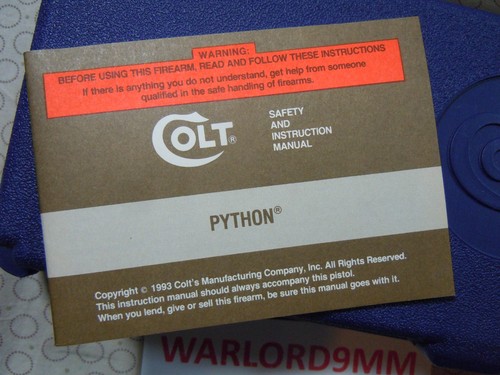 WARNING:
BEFORE USING THIS FIREARM, READ AND FOLLOW THESE INSTRUCTIONS
If there is anything you do not understand, get help from someone
qualified in the safe handling of firearms.
COLT®
SAFETY
AND
INSTRUCTION
MANUAL
PYTHON®
Copyright © 1993 Colt's Manufacturing Company, Inc. All Rights Reserved.
This instruction manual should always accompany this pistol.
When you lend, give or sell this firearm, be sure this manual goes with it.
WARLORD9MM